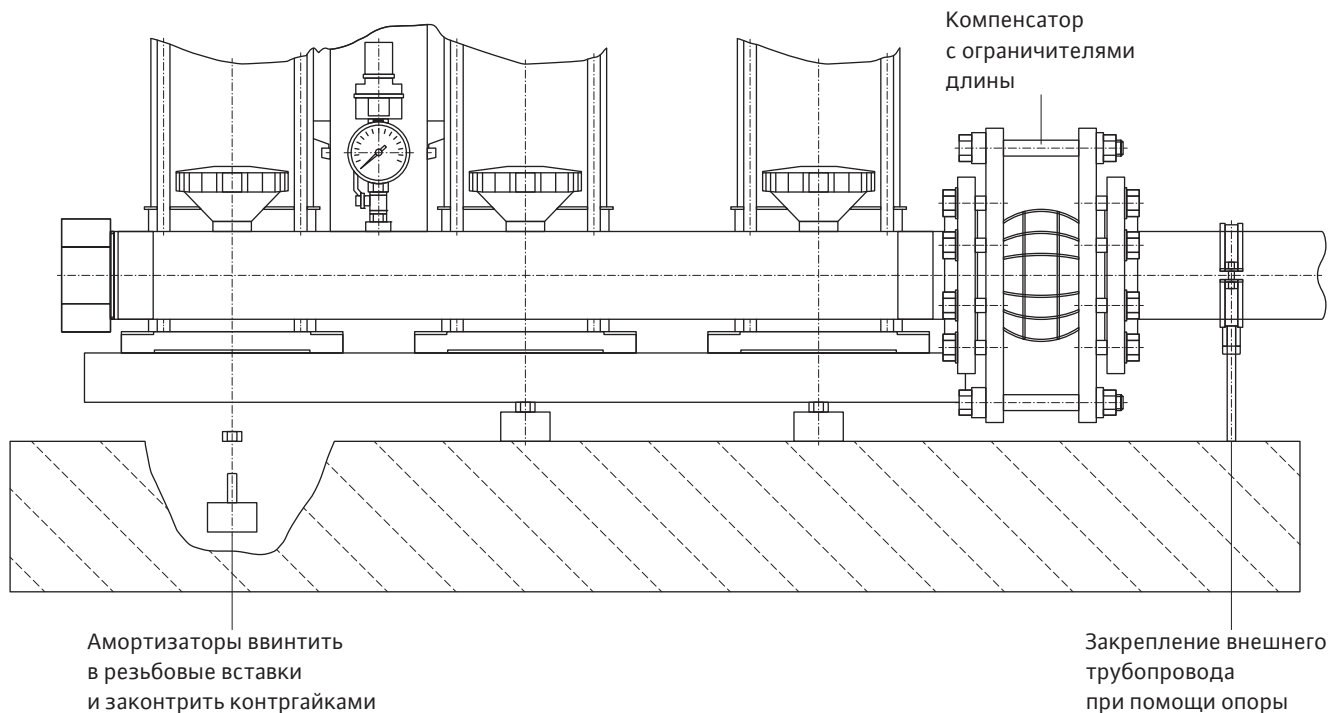 Компенсатор
с ограничителями
длины
Амортизаторы ввинтить
в резьбовые вставки
и законтрить контргайками
Закрепление внешнего
трубопровода
при помощи опоры